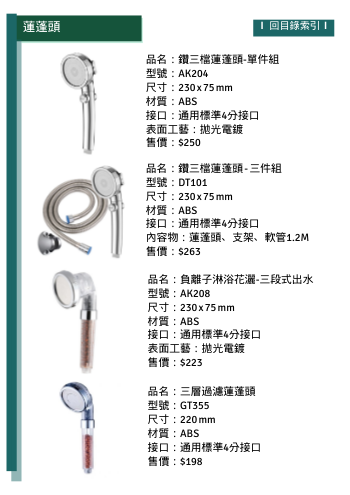 蓮蓬頭
回目錄索引
品名：鑽三檔蓮蓬頭-單件組
型號：AK204
尺寸：230x75mm
材質：ABS
接口：通用標準4分接口
表面工藝：拋光電鍍
售價：$250
品名：鑽三檔蓮蓬頭-三件組
型號：DT101
尺寸：230x75mm
材質：ABS
接口：通用標準4分接口
內容物：蓮蓬頭、支架、軟管1.2M
售價：$263
品名：負離子淋浴花灑-三段式出水
型號：AK208
尺寸：230x75mm
材質：ABS
接口：通用標準4分接口
表面工藝：拋光電鍍
售價：$223
品名：三層過濾蓮蓬頭
型號：GT355
尺寸：220mm
材質：ABS
接口：通用標準4分接口
售價：$198